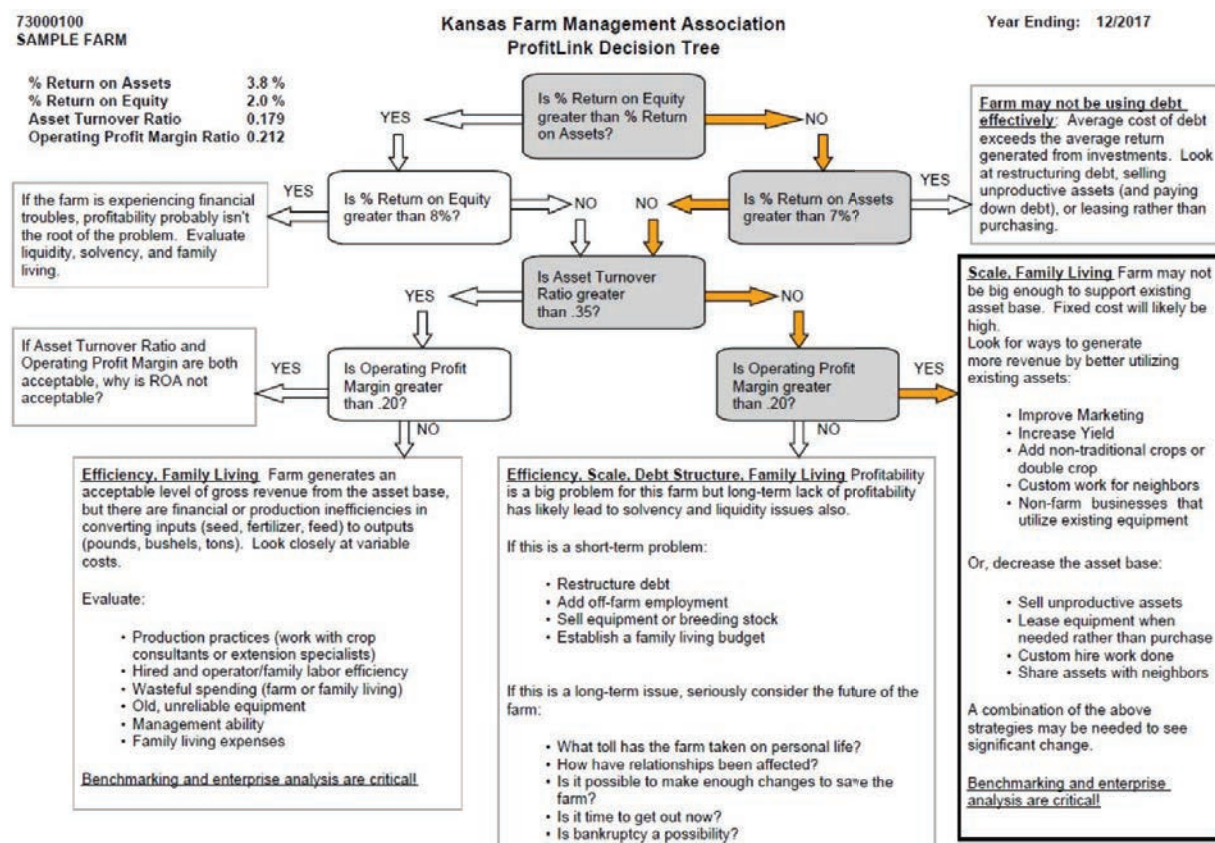 73000100
SAMPLE FARM
Kansas Farm Management Association
ProfitLink Decision Tree
Year Ending: 12/2017
% Return on Assets 3.8 %
% Return on Equity 2.0 %
Asset Turnover Ratio 0.179
Operating Profit Margin Ratio 0.212
Is % Return on Equity
greater than % Return
on Assets?
YES
NO
Farm may not be using debt
effectively: Average cost of debt
exceeds the average return
generated from investments. Look
at restructuring debt, selling
unproductive assets (and paying
down debt), or leasing rather than
purchasing.
If the farm is experiencing financial
troubles, profitability probably isn't
the root of the problem. Evaluate
liquidity, solvency, and family
living.
YES
Is % Return on Equity
greater than 8%?
NO
NO
Is % Return on Assets
greater than 7%?
YES
Is Asset Turnover
Ratio greater
than .35?
YES
NO
If Asset Turnover Ratio and
Operating Profit Margin are both
acceptable, why is ROA not
acceptable?
YES
Is Operating Profit
Margin greater
than .20?
NO
Is Operating Profit
Margin greater
than .20?
YES
NO
Scale, Family Living Farm may not
be big enough to support existing
asset base. Fixed cost will likely be
high.
Look for ways to generate
more revenue by better utilizing
existing assets:
• Improve Marketing
• Increase Yield
• Add non-traditional crops or
double crop
• Custom work for neighbors
• Non-farm businesses that
utilize existing equipment
Or, decrease the asset base:
• Sell unproductive assets
• Lease equipment when
needed rather than purchase
• Custom hire work done
• Share assets with neighbors
A combination of the above
strategies may be needed to see
significant change.
Benchmarking and enterprise
analysis are critical!
Efficiency, Family Living Farm generates an
acceptable level of gross revenue from the asset base,
but there are financial or production inefficiencies in
converting inputs (seed, fertilizer, feed) to outputs
(pounds, bushels, tons). Look closely at variable
costs.
Evaluate:
• Production practices (work with crop
consultants or extension specialists)
• Hired and operator/family labor efficiency
• Wasteful spending (farm or family living)
• Old, unreliable equipment
• Management ability
• Family living expenses
Benchmarking and enterprise analysis are critical!
Efficiency, Scale, Debt Structure, Family Living Profitability
is a big problem for this farm but long-term lack of profitability
has likely lead to solvency and liquidity issues also.
If this is a short-term problem:
• Restructure debt
• Add off-farm employment
• Sell equipment or breeding stock
• Establish a family living budget
If this is a long-term issue, seriously consider the future of the
farm:
• What toll has the farm taken on personal life?
• How have relationships been affected?
• Is it possible to make enough changes to save the
farm?
• Is it time to get out now?
• Is bankruptcy a possibility?